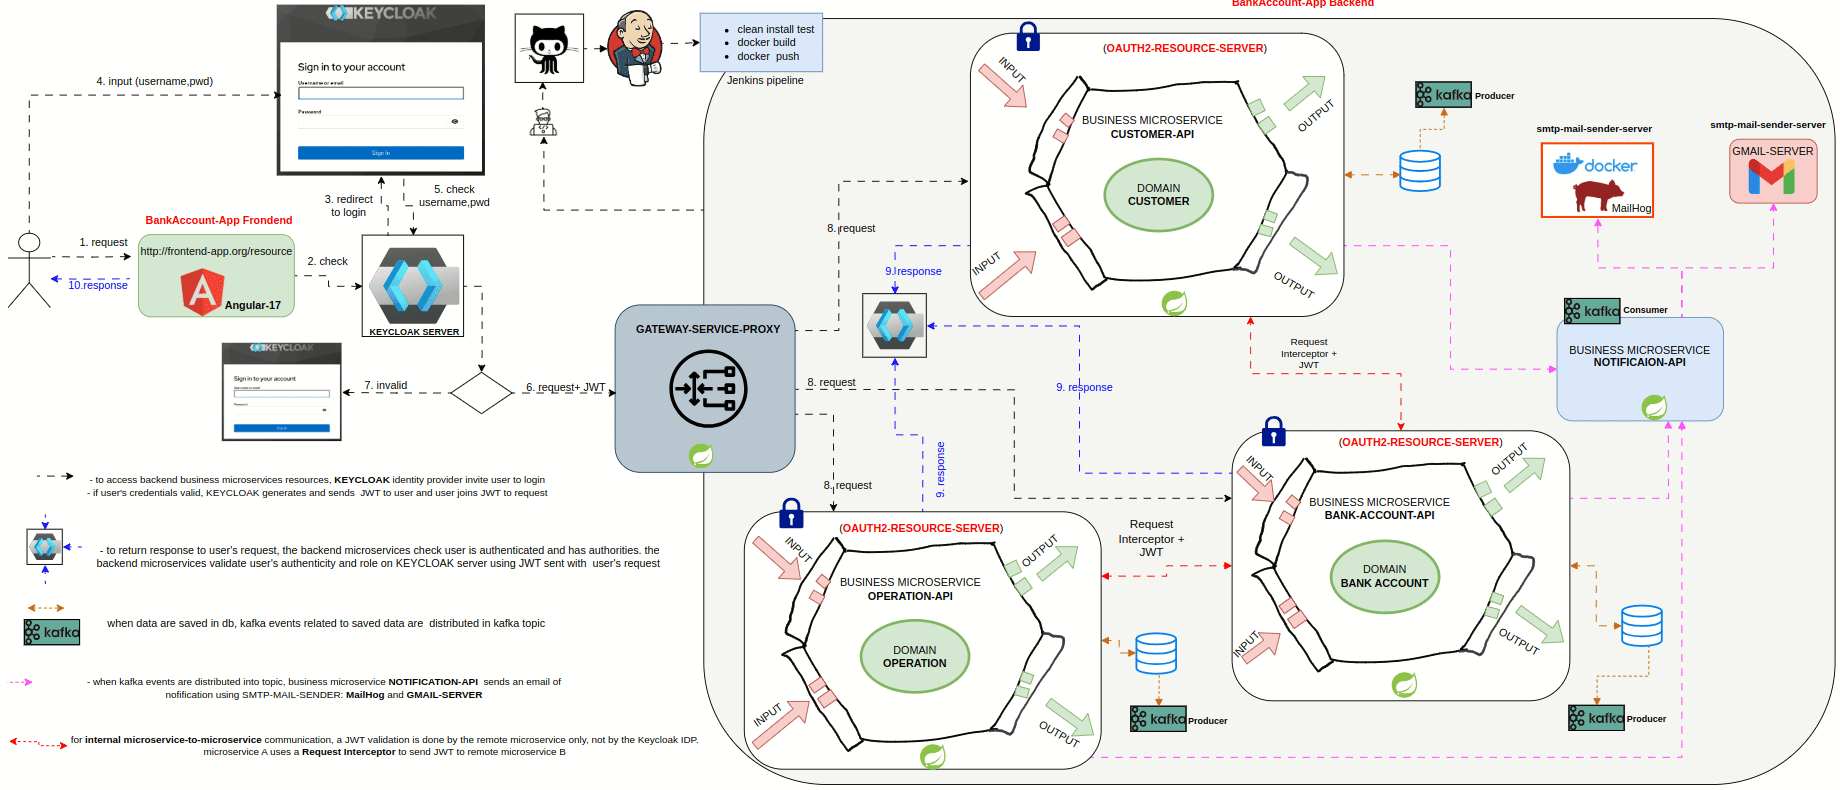 BankAccount-App Backend
KEYCLOAK
Sign in to your account
Username or email
Password
Sign In
4. input (username,pwd)
clean install test
docker build
docker  push
Jenkins pipeline
(OAUTH2-RESOURCE-SERVER)
INPUT
OUTPUT
BUSINESS MICROSERVICE
CUSTOMER-API
DOMAIN
CUSTOMER
INPUT
OUTPUT
kafka
Producer
smtp-mail-sender-server
docker
MailHog
smtp-mail-sender-server
GMAIL-SERVER
3. redirect
to login
5. check
username,pwd
BankAccount-App Frondend
1. request
http://frontend-app.org/resource
Angular-17
10.response
2. check
KEYCLOAK SERVER
8. request
9. response
GATEWAY-SERVICE-PROXY
kafka
Consumer
BUSINESS MICROSERVICE
NOTIFICAION-API
Request
Interceptor +
JWT
KEYCLOAK
Sign in to your account
Password
Sign In
7. invalid
6. request+ JWT
8. request
9. response
8. request
9. response
(OAUTH2-RESOURCE-SERVER)
INPUT
OUTPUT
BUSINESS MICROSERVICE
BANK-ACCOUNT-API
DOMAIN
BANK ACCOUNT
INPUT
OUTPUT
Request
Interceptor +
JWT
(OAUTH2-RESOURCE-SERVER)
INPUT
OUTPUT
BUSINESS MICROSERVICE
OPERATION-API
DOMAIN
OPERATION
INPUT
OUTPUT
kafka
Producer
kafka
Producer
- to access backend business microservices resources, KEYCLOAK identity provider invite user to login
- if user's credentials valid, KEYCLOAK generates and sends  JWT to user and user joins JWT to request
- to return response to user's request, the backend microservices check user is authenticated and has authorities. the
backend microservices validate user's authenticity and role on KEYCLOAK server using JWT sent with  user's request
kafka
when data are saved in db, kafka events related to saved data are  distributed in kafka topic
- when kafka events are distributed into topic, business microservice NOTIFICATION-API  sends an email of
nofification using SMTP-MAIL-SENDER: MailHog and GMAIL-SERVER
for internal microservice-to-microservice communication, a JWT validation is done by the remote microservice only, not by the Keycloak IDP.
microservice A uses a Request Interceptor to send JWT to remote microservice B